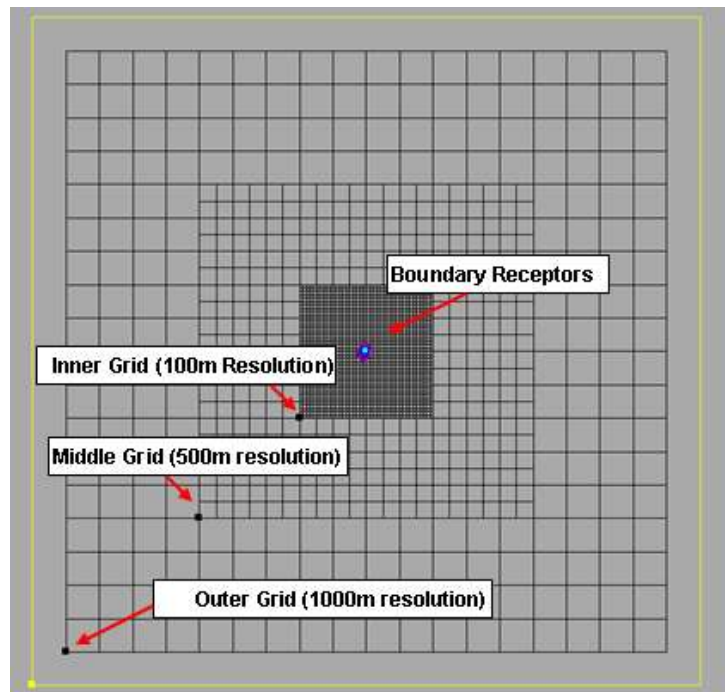 Boundary Receptors
Inner Grid (100m Resolution)
Middle Grid (500m resolution)
Outer Grid (1000m resolution)